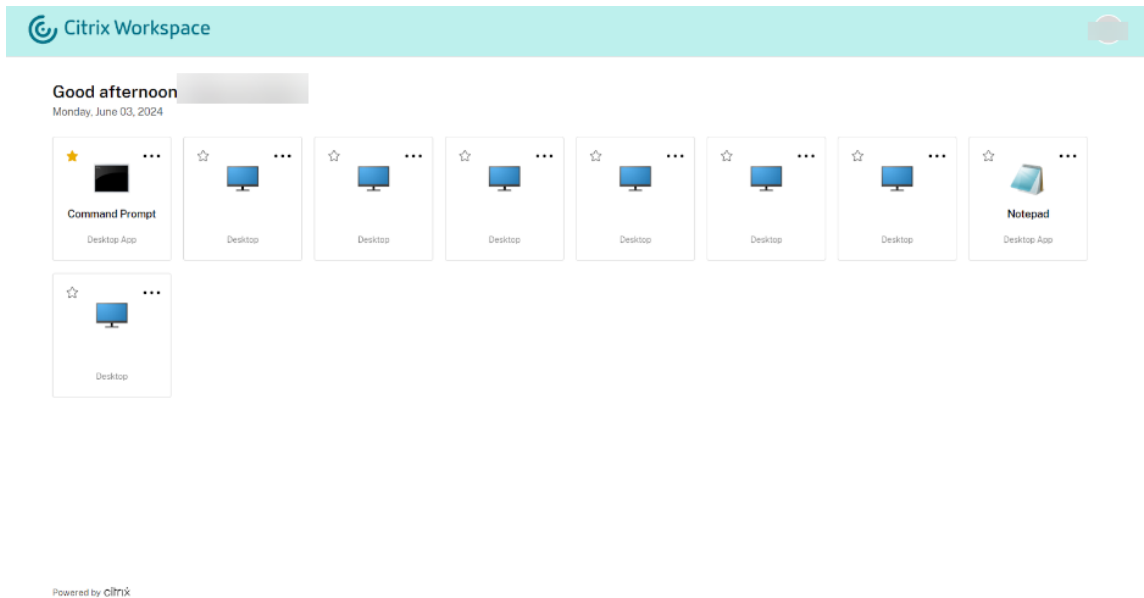 Citrix Workspace
Good afternoon
Monday, June 03, 2024
Command Prompt
Desktop App
Desktop
Desktop
Desktop
Desktop
Desktop
Desktop
Notepad
Desktop App
Desktop
Powered by citrix